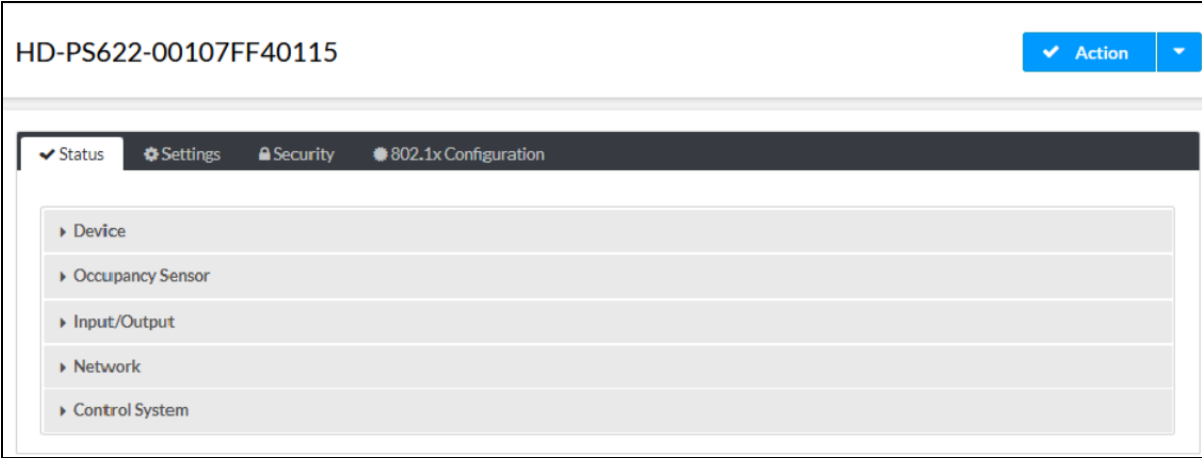 HD-PS622-00107FF40115
Action
Status Settings Security 802.1x Configuration
Device
Occupancy Sensor
Input/Output
Network
Control System